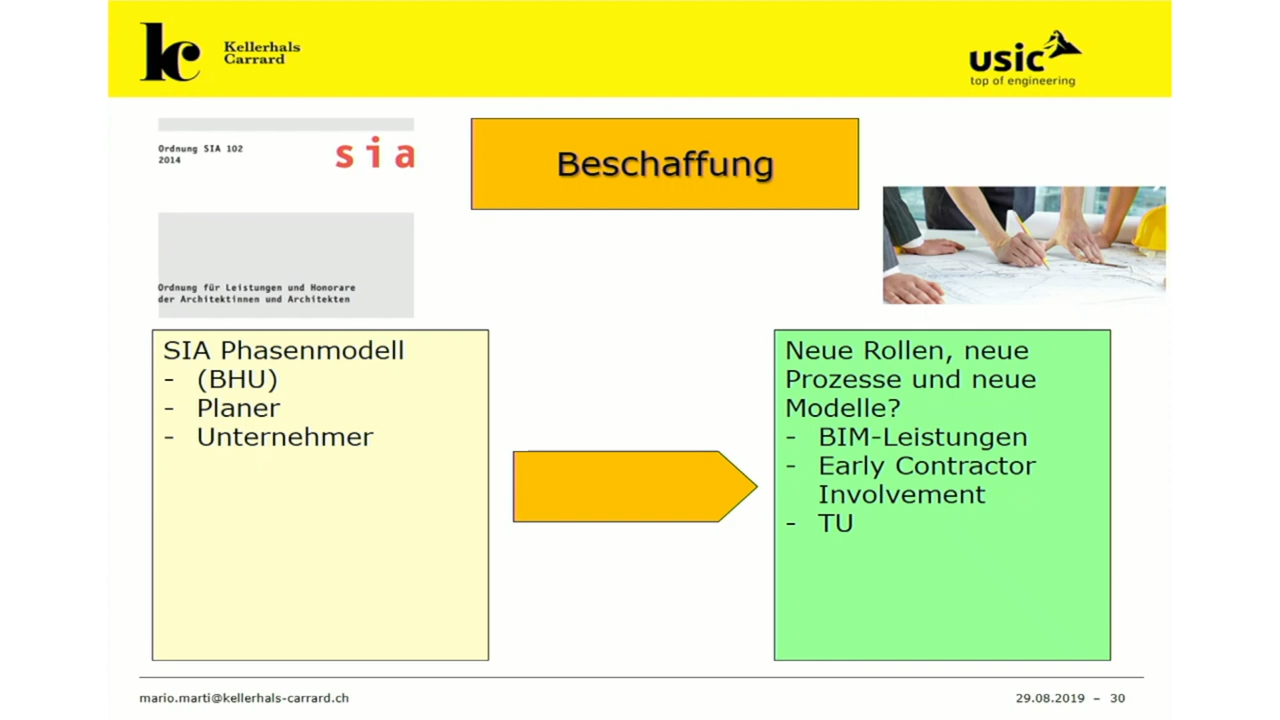 Kellerhals
Carrard
usic
top of engineering
Ordnung SIA 102
2014
sia
Beschaffung
Ordnung für Leistungen und Honorare
der Architektinnen und Architekten
SIA Phasenmodell
- (BHU)
- Planer
- Unternehmer
Neue Rollen, neue
Prozesse und neue
Modelle?
- BIM-Leistungen
- Early Contractor
Involvement
- TU
mario.marti@kellerhals-carrard.ch
29.08.2019 – 30